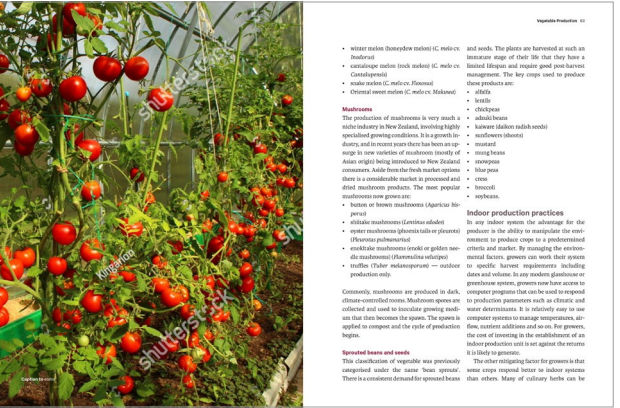 Vegetable Production 63
• winter melon (honeydew melon) (C. melo cv.
Inodorus)
• cantaloupe melon (rock melon) (C. melo cv.
Cantalupensis)
• snake melon (C. melo cv. Flexosus)
• Oriental sweet melon (C. melo cv. Makuwa)
Mushrooms
The production of mushrooms is very much a
niche industry in New Zealand, involving highly
specialised growing conditions. It is a growth in-
dustry, and in recent years there has been an up-
surge in new varieties of mushroom (mostly of
Asian origin) being introduced to New Zealand
consumers. Aside from the fresh market options
there is a considerable market in processed and
dried mushroom products. The most popular
mushrooms now grown are:
• button or brown mushrooms (Agaricus bis-
porus)
• shiitake mushrooms (Lentinus edodes)
• oyster mushrooms (phoenix tails or pleurots)
(Pleurotus pulmonarius)
• enokitake mushrooms (enoki or golden nee-
dle mushrooms) (Flammulina velutipes)
• truffles (Tuber melanosporum) — outdoor
production only.
Commonly, mushrooms are produced in dark,
climate-controlled rooms. Mushroom spores are
collected and used to inoculate growing medi-
um that then becomes the spawn. The spawn is
applied to compost and the cycle of production
begins.
Sprouted beans and seeds
This classification of vegetable was previously
categorised under the name 'bean sprouts'.
There is a consistent demand for sprouted beans
and seeds. The plants are harvested at such an
immature stage of their life that they have a
limited lifespan and require good post-harvest
management. The key crops used to produce
these products are:
• alfalfa
• lentils
• chickpeas
• adzuki beans
• kaiware (daikon radish seeds)
• sunflowers (shoots)
• mustard
• mung beans
• snowpeas
• blue peas
• cress
• broccoli
• soybeans.
Indoor production practices
In any indoor system the advantage for the
producer is the ability to manipulate the envi-
ronment to produce crops to a predetermined
criteria and market. By managing the environ-
mental factors, growers can work their system
to specific harvest requirements including
dates and volume. In any modern glasshouse or
greenhouse system, growers now have access to
computer programs that can be used to respond
to production parameters such as climatic and
water determinants. It is relatively easy to use
computer systems to manage temperatures, air-
flow, nutrient additions and so on. For growers,
the cost of investing in the establishment of an
indoor production unit is set against the returns
it is likely to generate.
The other mitigating factor for growers is that
some crops respond better to indoor systems
than others. Many of culinary herbs can be
shutterstock
shutterstock
Caption to